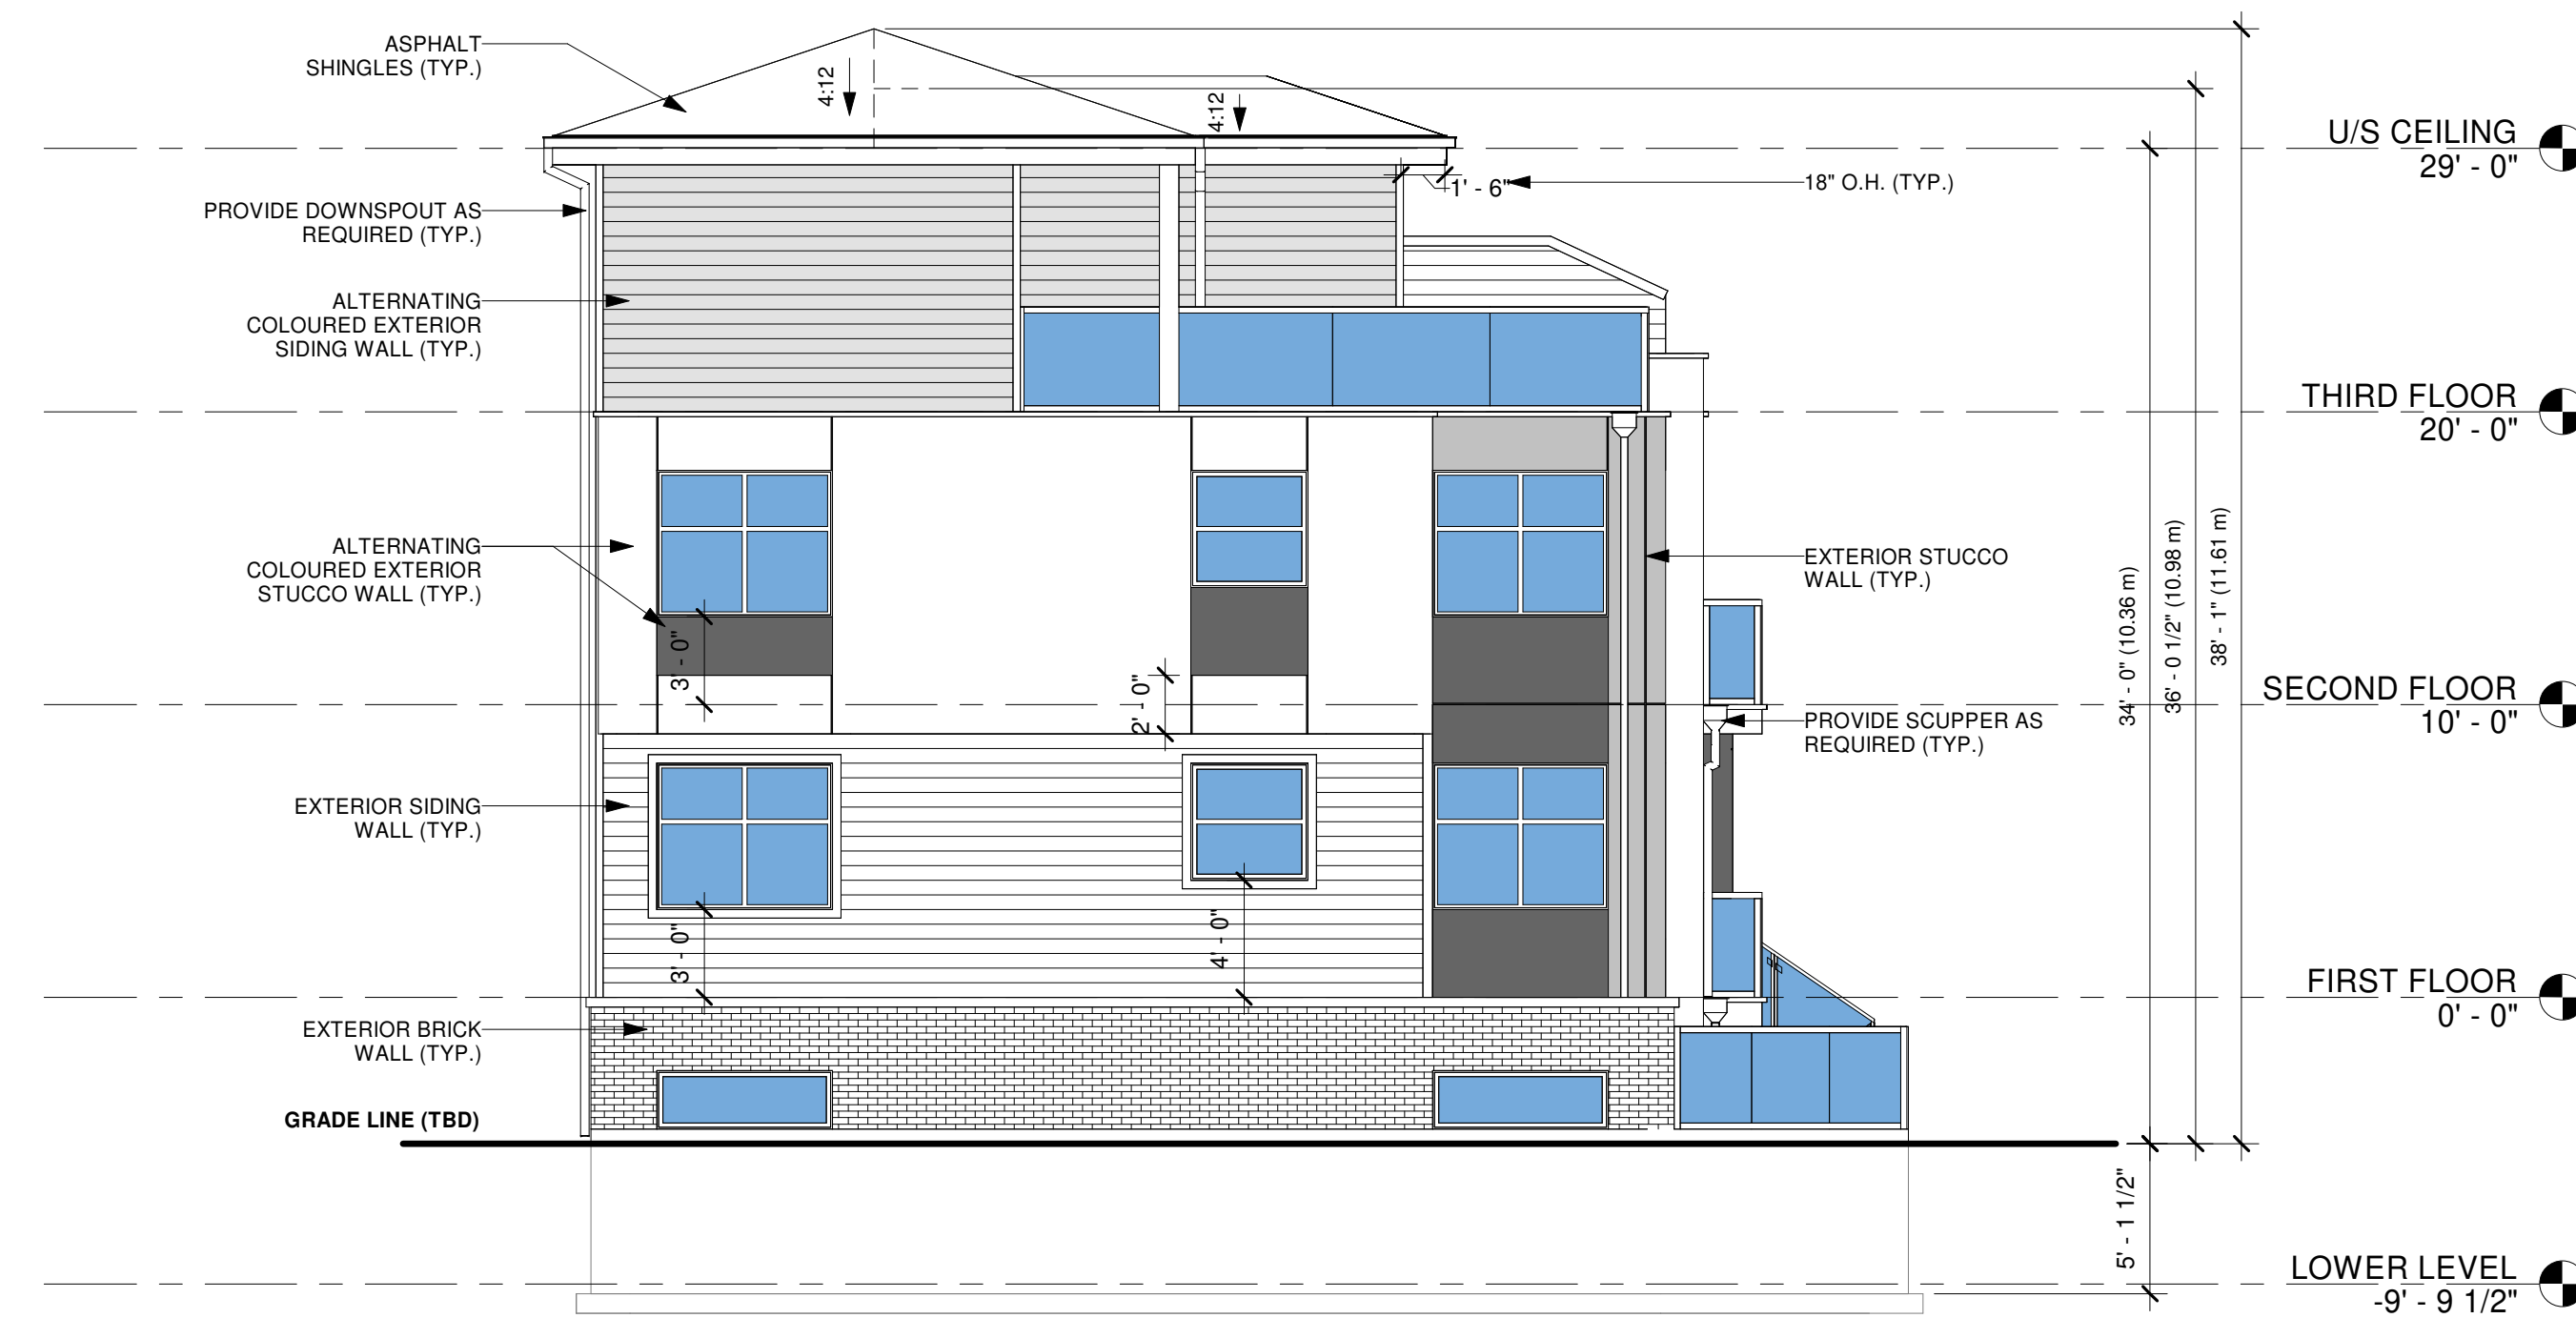 ASPHALT
SHINGLES (TYP.)
4:12
4:12
U/S CEILING
29' - 0"
1' - 6"
18" O.H. (TYP.)
PROVIDE DOWNSPOUT AS
REQUIRED (TYP.)
ALTERNATING
COLOURED EXTERIOR
SIDING WALL (TYP.)
THIRD FLOOR
20' - 0"
ALTERNATING
COLOURED EXTERIOR
STUCCO WALL (TYP.)
EXTERIOR STUCCO
WALL (TYP.)
34' - 0" (10.36 m)
36' - 0 1/2" (10.98 m)
38' - 1" (11.61 m)
3' - 0"
2' - 0"
SECOND FLOOR
10' - 0"
PROVIDE SCUPPER AS
REQUIRED (TYP.)
EXTERIOR SIDING
WALL (TYP.)
3' - 0"
4' - 0"
FIRST FLOOR
0' - 0"
EXTERIOR BRICK
WALL (TYP.)
GRADE LINE (TBD)
5' - 1 1/2"
LOWER LEVEL
-9' - 9 1/2"